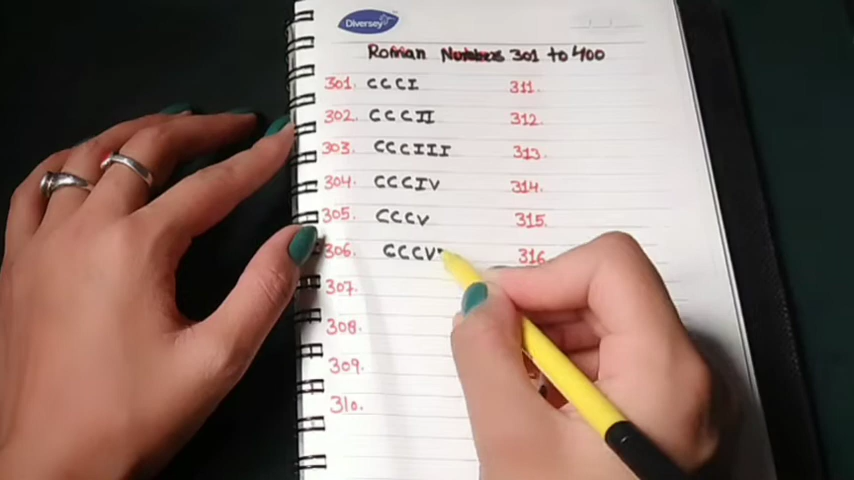 Diversey
Roman Numbers 301 to 400
301. CCCI 311.
302. CCCII 312.
303. CCCIII 313.
304. CCCIV 314.
305. CCCV 315.
306. CCCV 316.
307.
308.
309.
310.